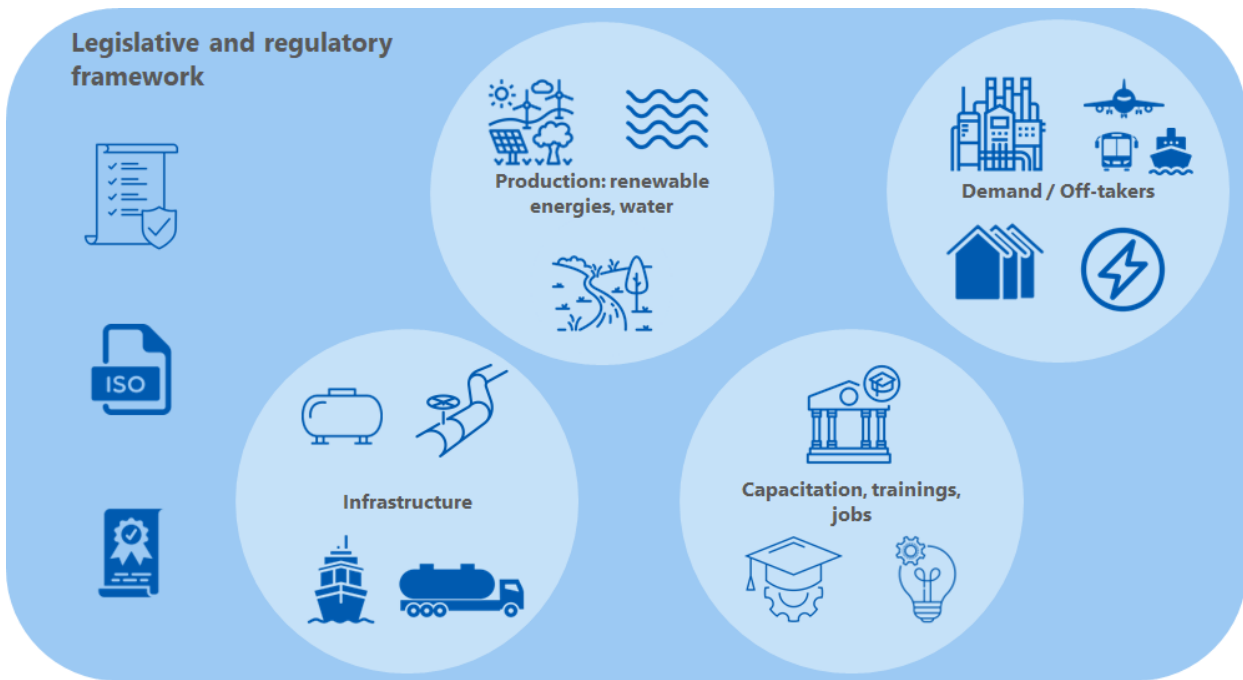 Legislative and regulatory
framework
Production: renewable
energies, water
Demand / Off-takers
ISO
Infrastructure
Capacitation, trainings,
jobs